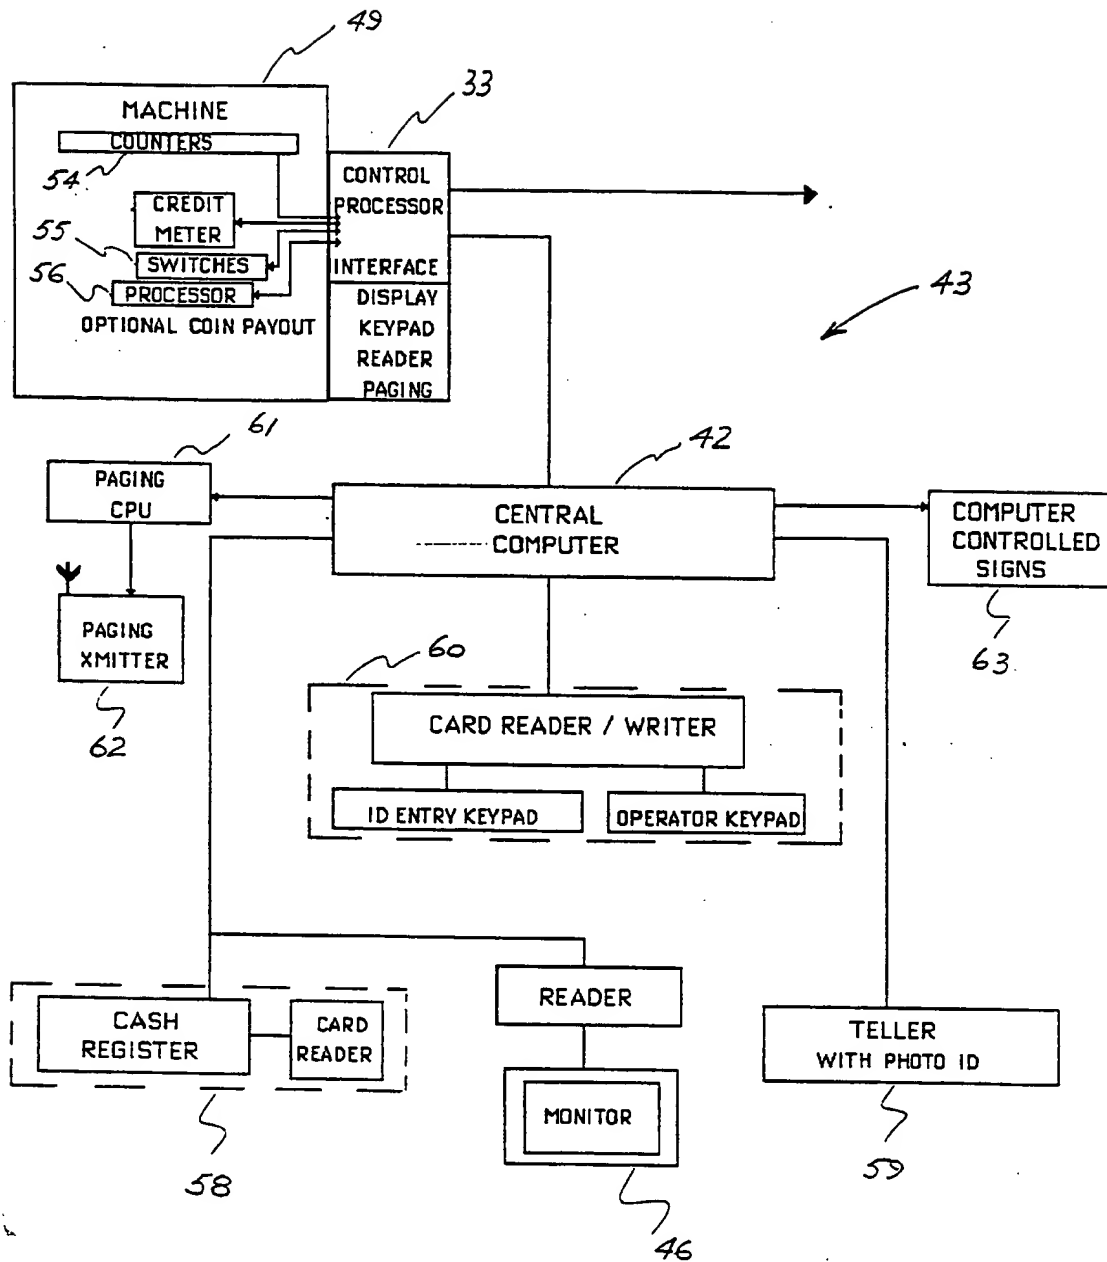 49
MACHINE
33
COUNTERS
54
CONTROL
PROCESSOR
CREDIT
METER
55
SWITCHES
INTERFACE
56
PROCESSOR
OPTIONAL COIN PAYOUT
DISPLAY
KEYPAD
READER
PAGING
43
61
42
PAGING
CPU
CENTRAL
COMPUTER
COMPUTER
CONTROLLED
SIGNS
PAGING
XMITTER
63
62
60
CARD READER / WRITER
ID ENTRY KEYPAD
OPERATOR KEYPAD
CASH
REGISTER
CARD
READER
READER
TELLER
WITH PHOTO ID
MONITOR
58
59
46